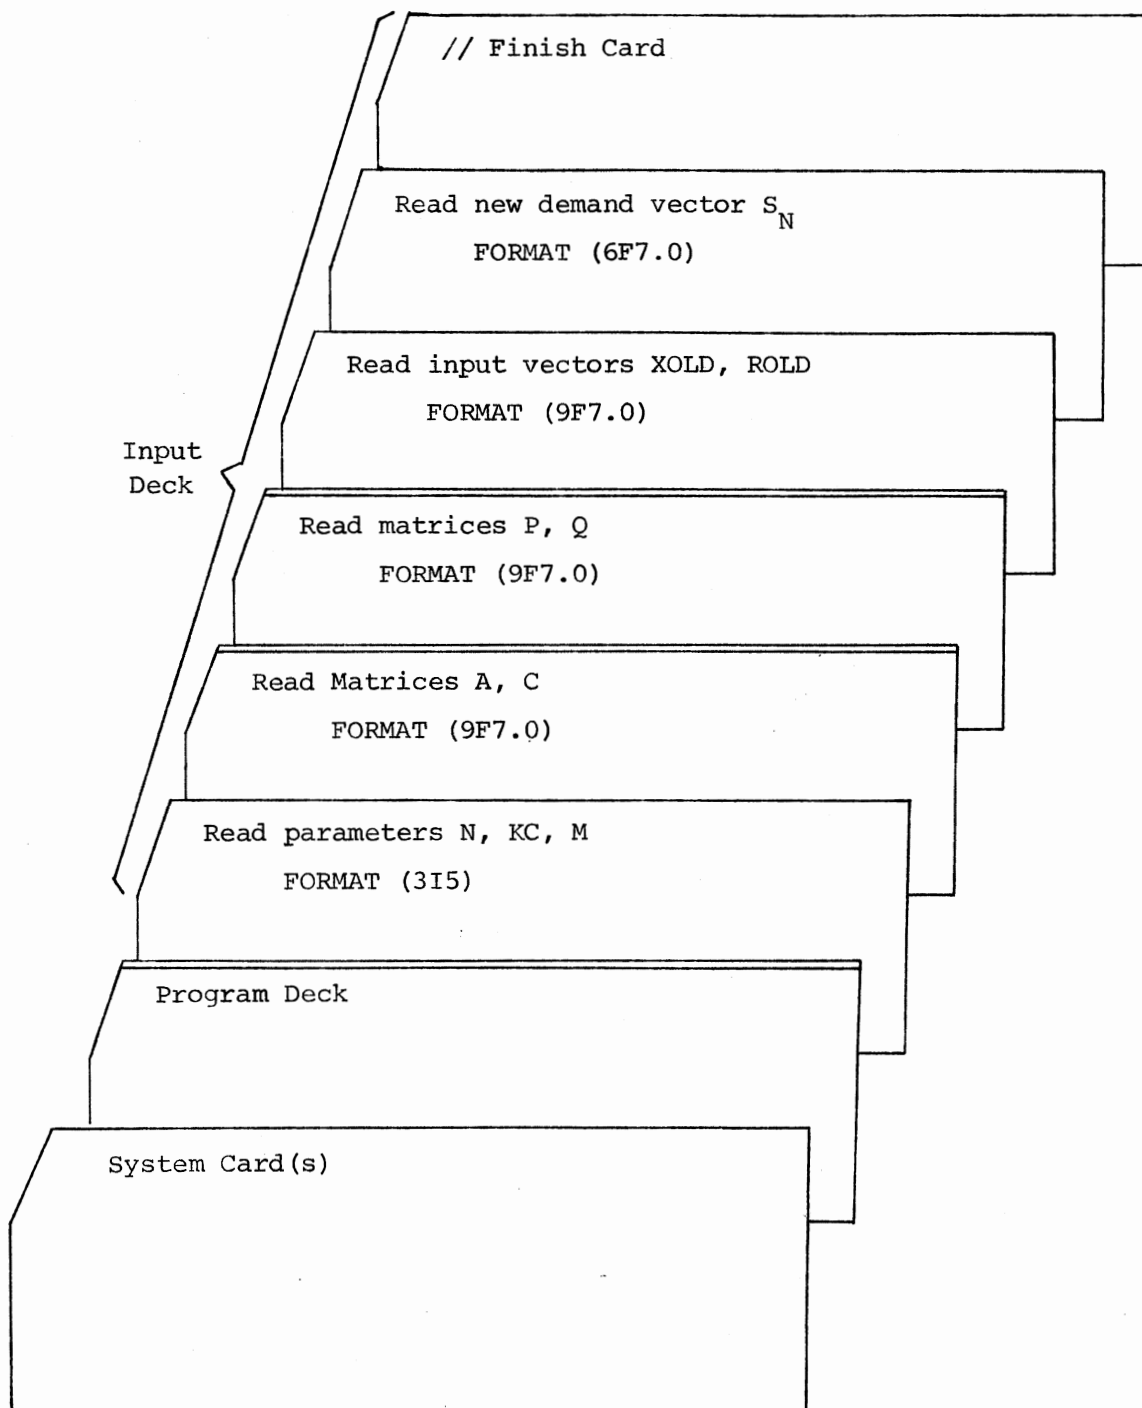 // Finish Card
Read new demand vector S_N
FORMAT (6F7.0)
Read input vectors XOLD, ROLD
FORMAT (9F7.0)
Input
Deck
Read matrices P, Q
FORMAT (9F7.0)
Read Matrices A, C
FORMAT (9F7.0)
Read parameters N, KC, M
FORMAT (3I5)
Program Deck
System Card(s)